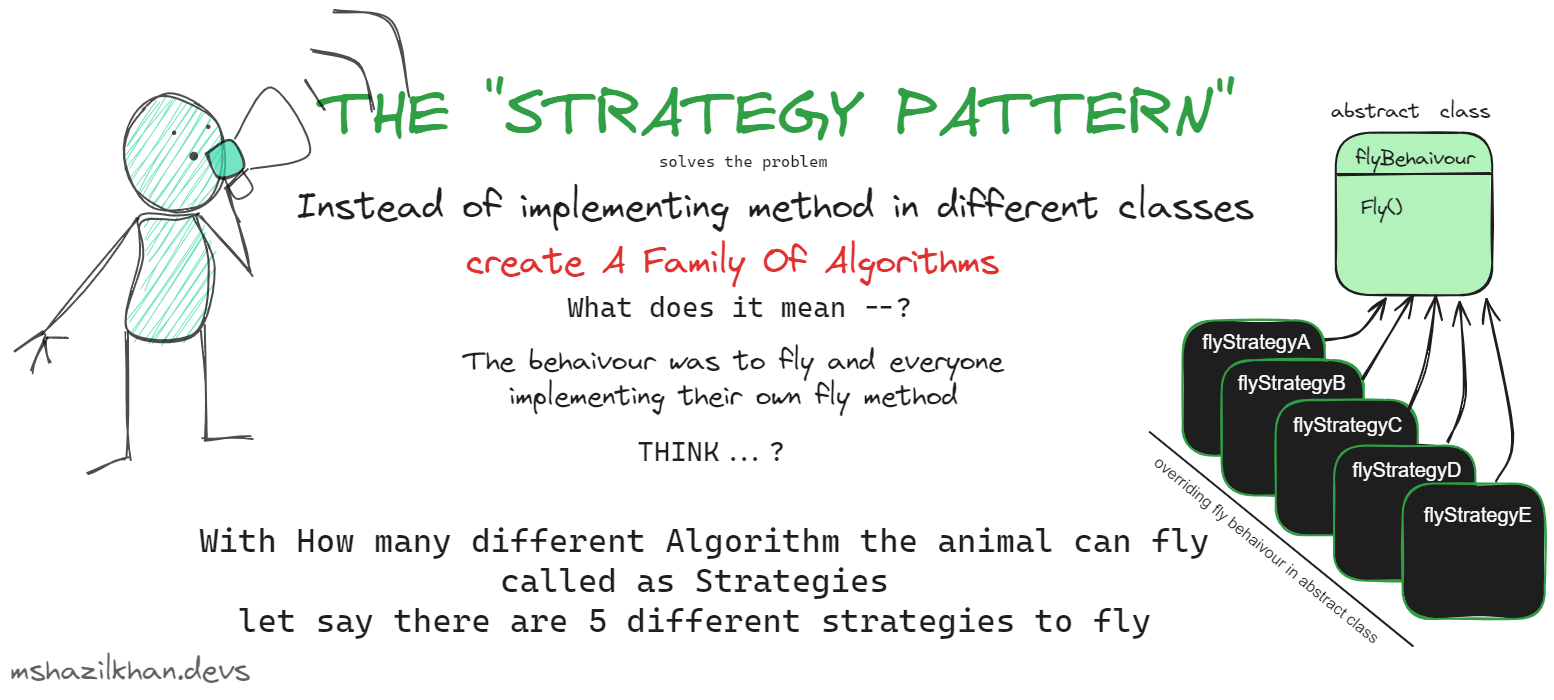 THE "STRATEGY PATTERN"
solves the problem
Instead of implementing method in different classes
create A Family Of Algorithms
What does it mean --?
The behaivour was to fly and everyone
implementing their own fly method
THINK ... ?
With How many different Algorithm the animal can fly
called as Strategies
let say there are 5 different strategies to fly
abstract class
flyBehaivour
Fly()
flyStrategyA
flyStrategyB
flyStrategyC
flyStrategyD
flyStrategyE
overriding fly behaivour in abstract class
mshazilkhan.devs